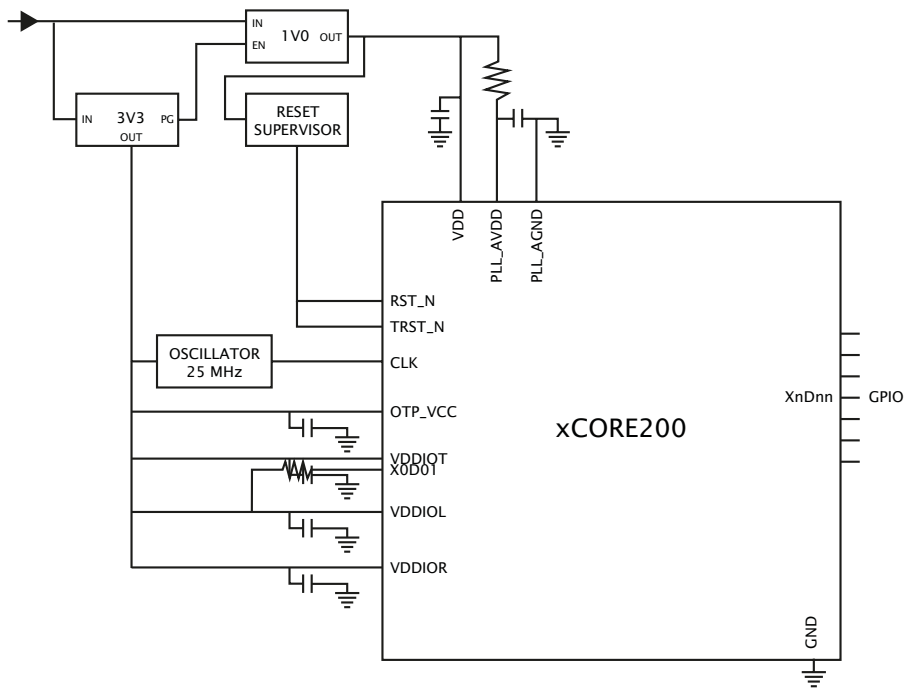 IN
1V0
OUT
EN
IN
3V3
PG
OUT
RESET
SUPERVISOR
VDD
PLL_AVDD
PLL_AGND
RST_N
TRST_N
OSCILLATOR
25 MHz
CLK
XnDnn
GPIO
OTP_VCC
xCORE200
VDDIOT
X0D01
VDDIOL
VDDIOR
GND